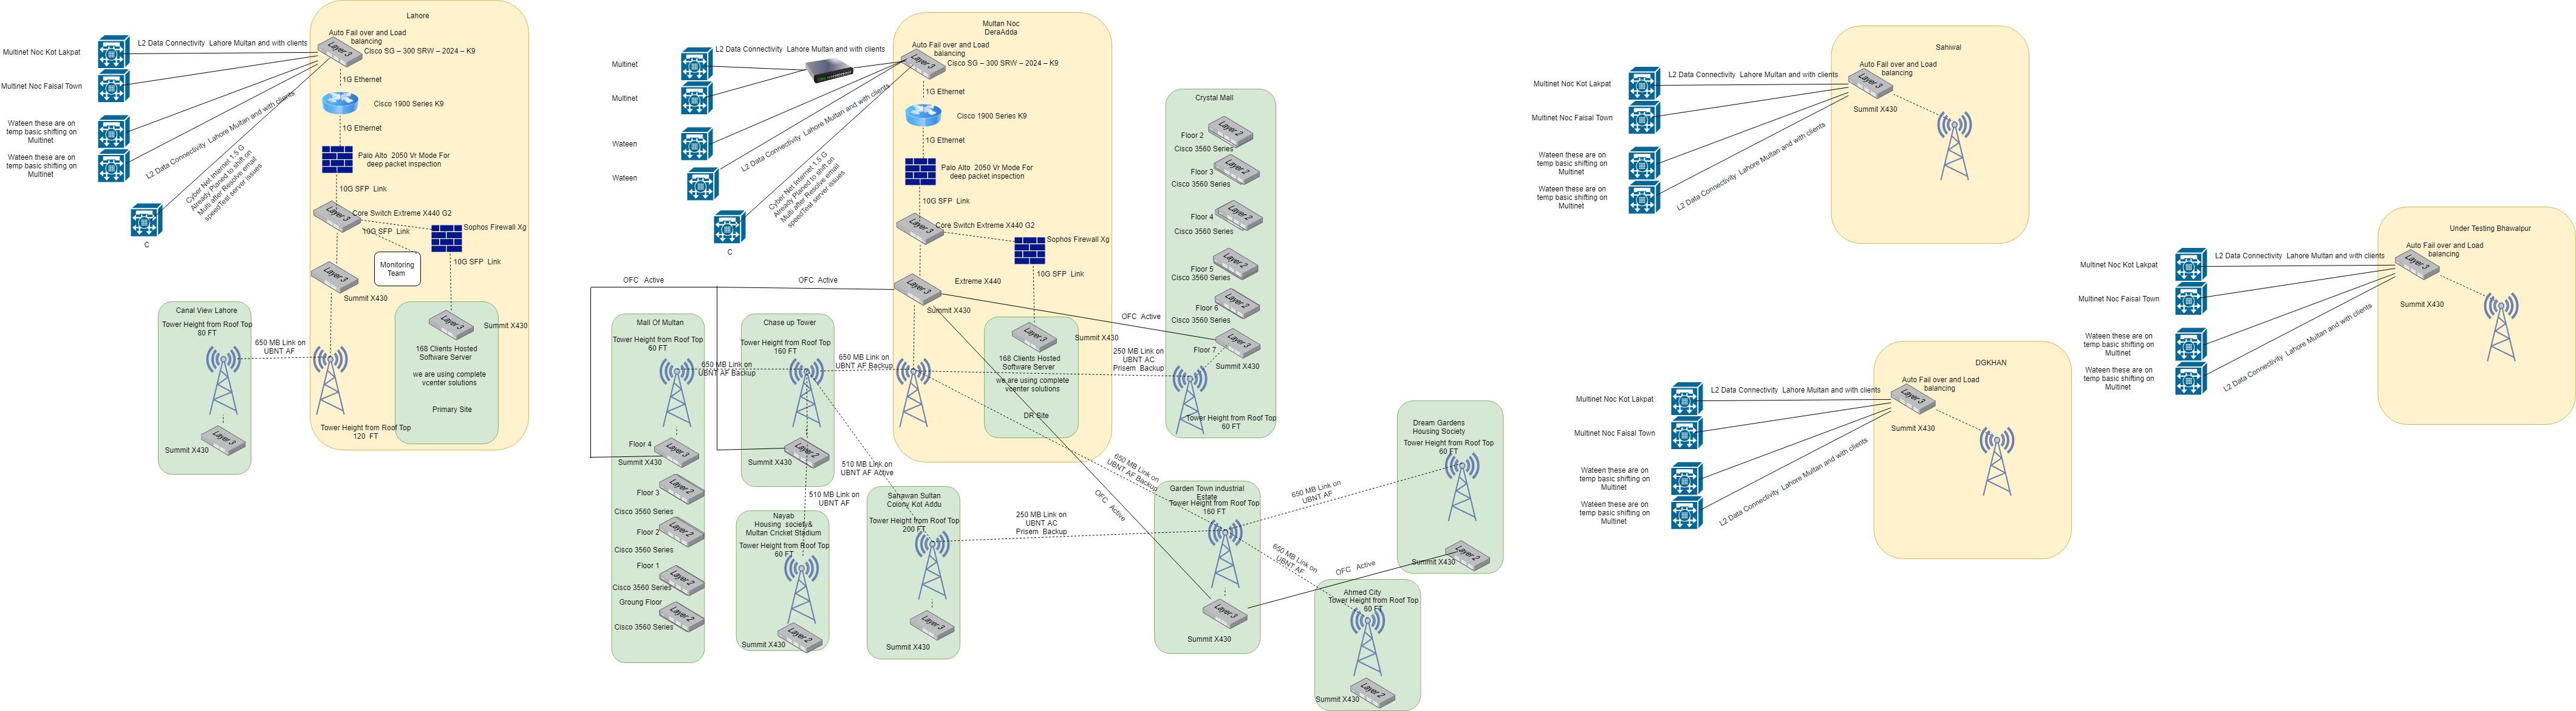 Lahore
Auto Fail over and Load
balancing
Layer 3
Cisco SG – 300 SRW – 2024 – K9
Multinet Noc Kot Lakpat
L2 Data Connectivity Lahore Multan and with clients
Multinet Noc Faisal Town
Wateen these are on
temp basic shifting on
Multinet
Wateen these are on
temp basic shifting on
Multinet
L2 Data Connectivity Lahore Multan and with clients
Cyber Net Internet 1.5 G
Already Planed to shift on
Multi after Resolve email
speedTest server issues
C
1G Ethernet
Cisco 1900 Series K9
1G Ethernet
Palo Alto 2050 Vr Mode For
deep packet inspection
10G SFP Link
Layer 3
Core Switch Extreme X440 G2
10G SFP Link
Sophos Firewall Xg
Monitoring
Team
10G SFP Link
Layer 3
Summit X430
Layer 3
Summit X430
168 Clients Hosted
Software Server
we are using complete
vcenter solutions
Primary Site
Tower Height from Roof Top
120 FT
Canal View Lahore
Tower Height from Roof Top
80 FT
650 MB Link on
UBNT AF
Layer 3
Summit X430
Multan Noc
DeraAdda
Auto Fail over and Load
balancing
Layer 3
Cisco SG – 300 SRW – 2024 – K9
Multinet
L2 Data Connectivity Lahore Multan and with clients
Multinet
Wateen
Wateen
L2 Data Connectivity Lahore Multan and with clients
Cyber Net Internet 1.5 G
Already Planed to shift on
Multi after Resolve email
speedTest server issues
C
1G Ethernet
Cisco 1900 Series K9
1G Ethernet
Palo Alto 2050 Vr Mode For
deep packet inspection
10G SFP Link
Layer 3
Core Switch Extreme X440 G2
Sophos Firewall Xg
10G SFP Link
Layer 3
Extreme X440
Summit X430
OFC Active
OFC Active
OFC Active
Layer 3
Summit X430
168 Clients Hosted
Software Server
we are using complete
vcenter solutions
DR Site
Crystal Mall
Layer 2
Floor 2
Cisco 3560 Series
Layer 2
Floor 3
Cisco 3560 Series
Layer 2
Floor 4
Cisco 3560 Series
Layer 2
Floor 5
Cisco 3560 Series
Layer 2
Floor 6
Cisco 3560 Series
Layer 3
Floor 7
Summit X430
250 MB Link on
UBNT AC
Prisem Backup
Tower Height from Roof Top
60 FT
Mall Of Multan
Tower Height from Roof Top
60 FT
650 MB Link on
UBNT AF Backup
Floor 4
Layer 3
Summit X430
Floor 3
Layer 2
Cisco 3560 Series
Floor 2
Layer 2
Cisco 3560 Series
Floor 1
Layer 2
Cisco 3560 Series
Groung Floor
Layer 2
Cisco 3560 Series
Chase up Tower
Tower Height from Roof Top
160 FT
650 MB Link on
UBNT AF Backup
Layer 2
Summit X430
510 MB Link on
UBNT AF Active
510 MB Link on
UBNT AF
Nayab
Housing society&
Multan Cricket Stadium
Tower Height from Roof Top
60 FT
Layer 2
Summit X430
Sanawan Sultan
Colony Kot Addu
Tower Height from Roof Top
200 FT
Layer 3
Summit X430
250 MB Link on
UBNT AC
Prisem Backup
650 MB Link on
UBNT AF Backup
OFC Active
Garden Town industrial
Estate
Tower Height from Roof Top
160 FT
Layer 3
Summit X430
650 MB Link on
UBNT AF
650 MB Link on
UBNT AF
OFC Active
Dream Gardens
Housing Society
Tower Height from Roof Top
60 FT
Layer 2
Summit X430
Ahmed City
Tower Height from Roof Top
60 FT
Layer 2
Summit X430
Sahiwal
Auto Fail over and Load
balancing
Layer 3
Summit X430
Multinet Noc Kot Lakpat
L2 Data Connectivity Lahore Multan and with clients
Multinet Noc Faisal Town
Wateen these are on
temp basic shifting on
Multinet
Wateen these are on
temp basic shifting on
Multinet
L2 Data Connectivity Lahore Multan and with clients
Under Testing Bhawalpur
Auto Fail over and Load
balancing
Layer 3
Summit X430
Multinet Noc Kot Lakpat
L2 Data Connectivity Lahore Multan and with clients
Multinet Noc Faisal Town
Wateen these are on
temp basic shifting on
Multinet
Wateen these are on
temp basic shifting on
Multinet
L2 Data Connectivity Lahore Multan and with clients
DGKHAN
Auto Fail over and Load
balancing
Layer 3
Summit X430
Multinet Noc Kot Lakpat
L2 Data Connectivity Lahore Multan and with clients
Multinet Noc Faisal Town
Wateen these are on
temp basic shifting on
Multinet
Wateen these are on
temp basic shifting on
Multinet
L2 Data Connectivity Lahore Multan and with clients